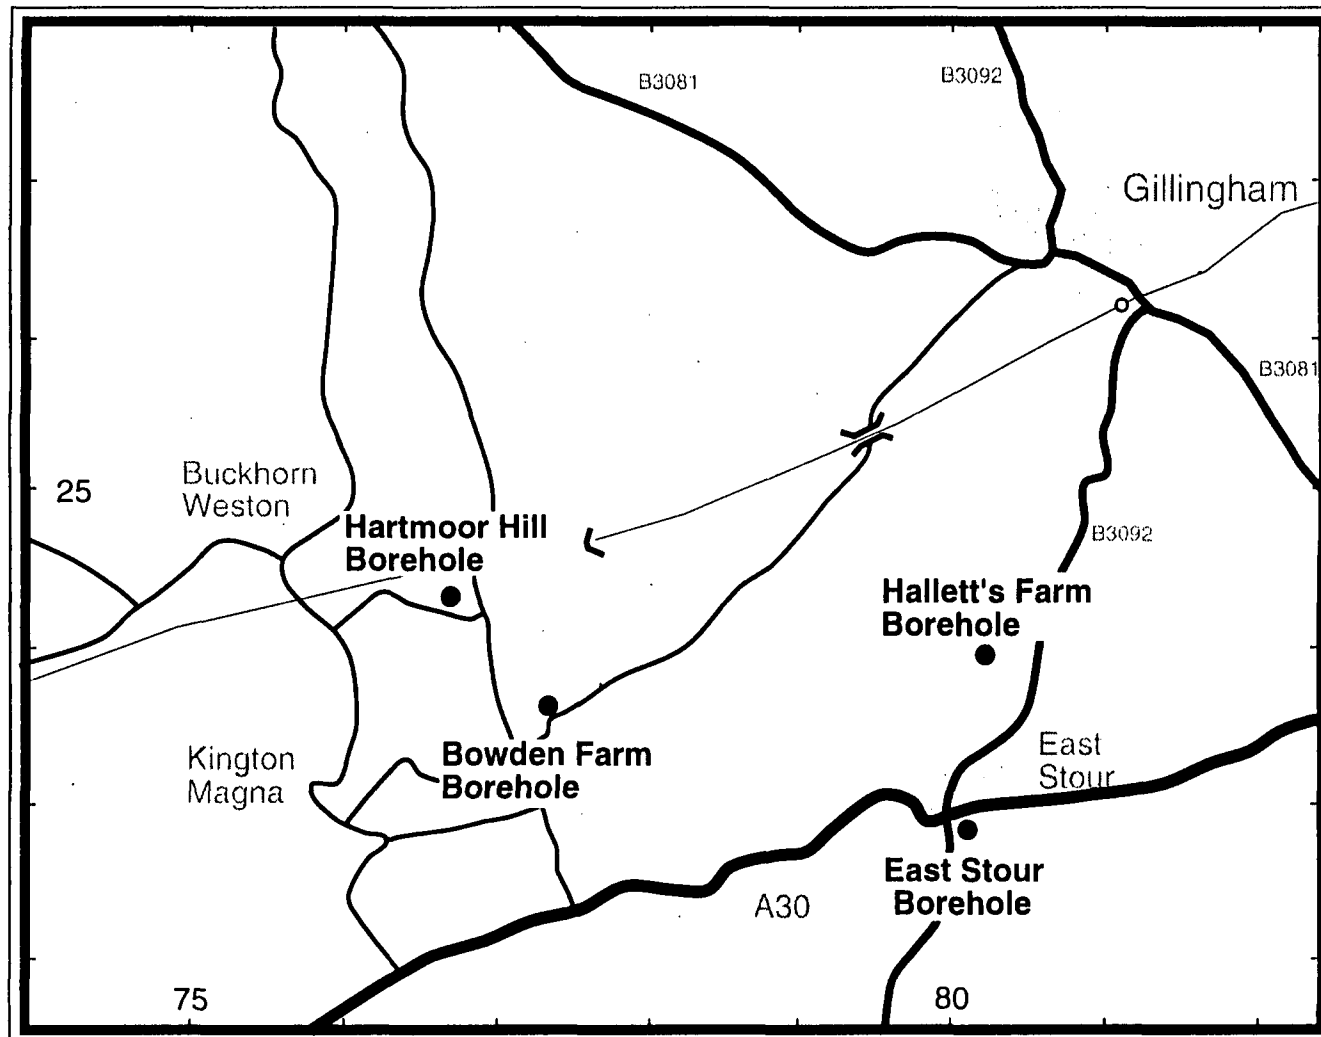 B3081
B3092
Gillingham
B3081
Buckhorn
Weston
25
Hartmoor Hill
Borehole
B3092
Hallett's Farm
Borehole
East
Stour
Kington
Magna
Bowden Farm
Borehole
East Stour
Borehole
A30
75
80